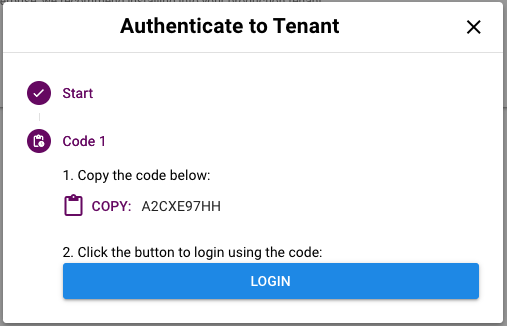 Authenticate to Tenant
Start
Code 1
1. Copy the code below:
COPY: A2CXE97HH
2. Click the button to login using the code:
LOGIN